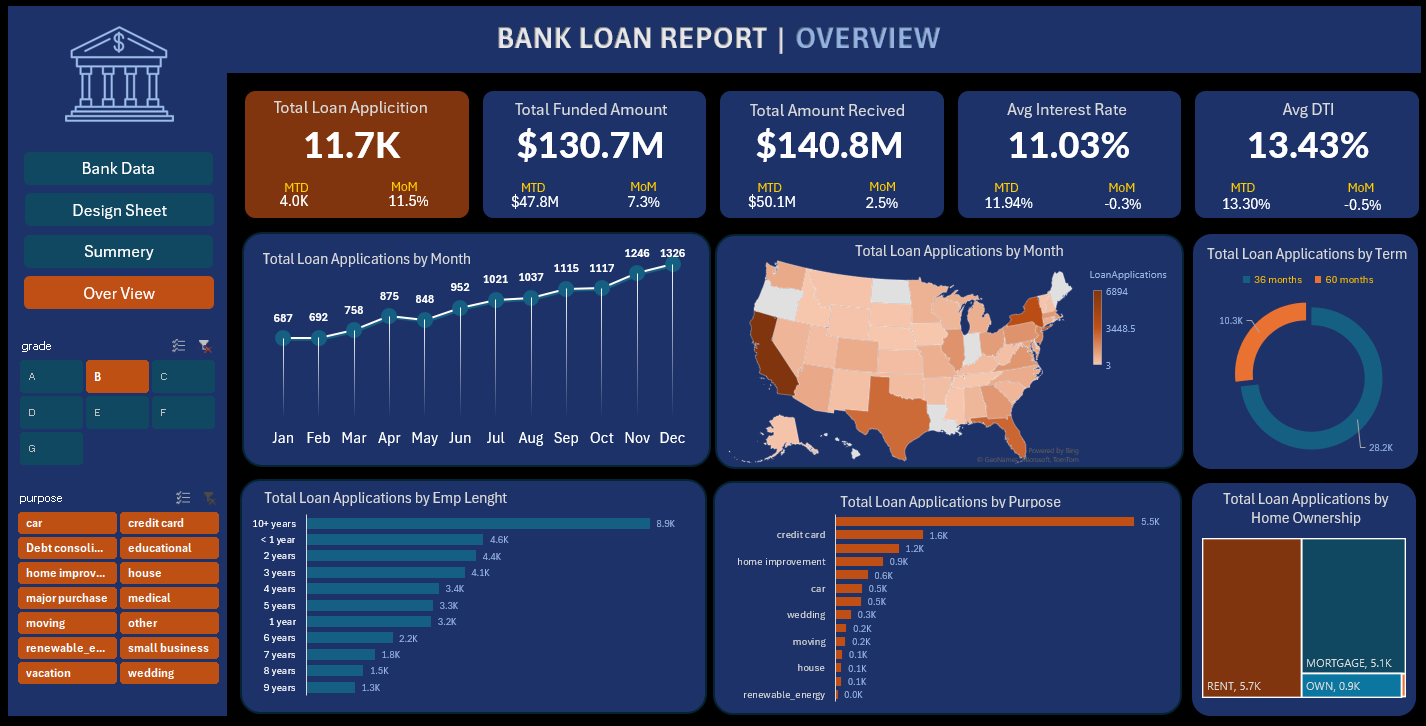 BANK LOAN REPORT | OVERVIEW
$
Bank Data
Design Sheet
Summery
Over View
grade
A
B
C
D
E
F
G
purpose
car
credit card
Debt consoli...
educational
home improv...
house
major purchase
medical
moving
other
renewable_e...
small business
vacation
wedding
Total Loan Applicition
11.7K
MTD
MoM
4.0K
11.5%
Total Funded Amount
$130.7M
MTD
MoM
$47.8M
7.3%
Total Amount Recived
$140.8M
MTD
MoM
$50.1M
2.5%
Avg Interest Rate
11.03%
MTD
MoM
11.94%
-0.3%
Avg DTI
13.43%
MTD
MoM
13.30%
-0.5%
Total Loan Applications by Month
687
692
758
875
848
952
1021
1037
1115
1117
1246
1326
Jan
Feb
Mar
Apr
May
Jun
Jul
Aug
Sep
Oct
Nov
Dec
Total Loan Applications by Month
LoanApplications
6894
3448.5
3
Powered by Bing
© GeoNames, Microsoft, TomTom
Total Loan Applications by Term
36 months
60 months
10.3K
28.2K
Total Loan Applications by Emp Lenght
10+ years
8.9K
< 1 year
4.6K
2 years
4.4K
3 years
4.1K
4 years
3.4K
5 years
3.3K
1 year
3.2K
6 years
2.2K
7 years
1.8K
8 years
1.5K
9 years
1.3K
Total Loan Applications by Purpose
5.5K
credit card
1.6K
1.2K
home improvement
0.9K
0.6K
car
0.5K
0.5K
wedding
0.3K
0.2K
moving
0.2K
0.1K
house
0.1K
0.1K
renewable_energy
0.0K
Total Loan Applications by
Home Ownership
RENT, 5.7K
MORTGAGE, 5.1K
OWN, 0.9K